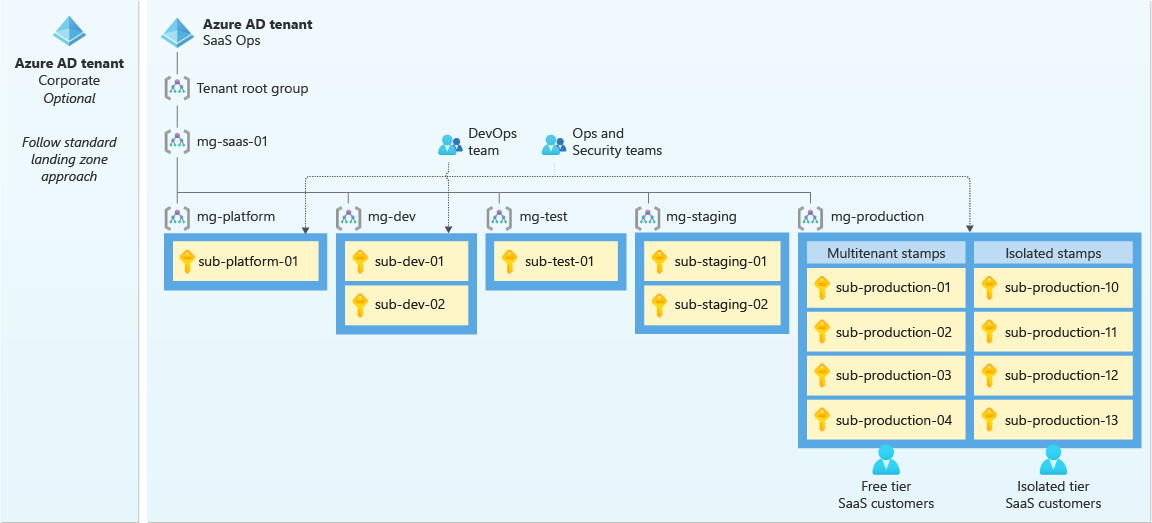 Azure AD tenant
Corporate
Optional
Follow standard
landing zone
approach
Azure AD tenant
SaaS Ops
Tenant root group
mg-saas-01
DevOps
team
Ops and
Security teams
mg-platform
sub-platform-01
mg-dev
sub-dev-01
sub-dev-02
mg-test
sub-test-01
mg-staging
sub-staging-01
sub-staging-02
mg-production
Multitenant stamps
sub-production-01
sub-production-02
sub-production-03
sub-production-04
Free tier
SaaS customers
Isolated stamps
sub-production-10
sub-production-11
sub-production-12
sub-production-13
Isolated tier
SaaS customers